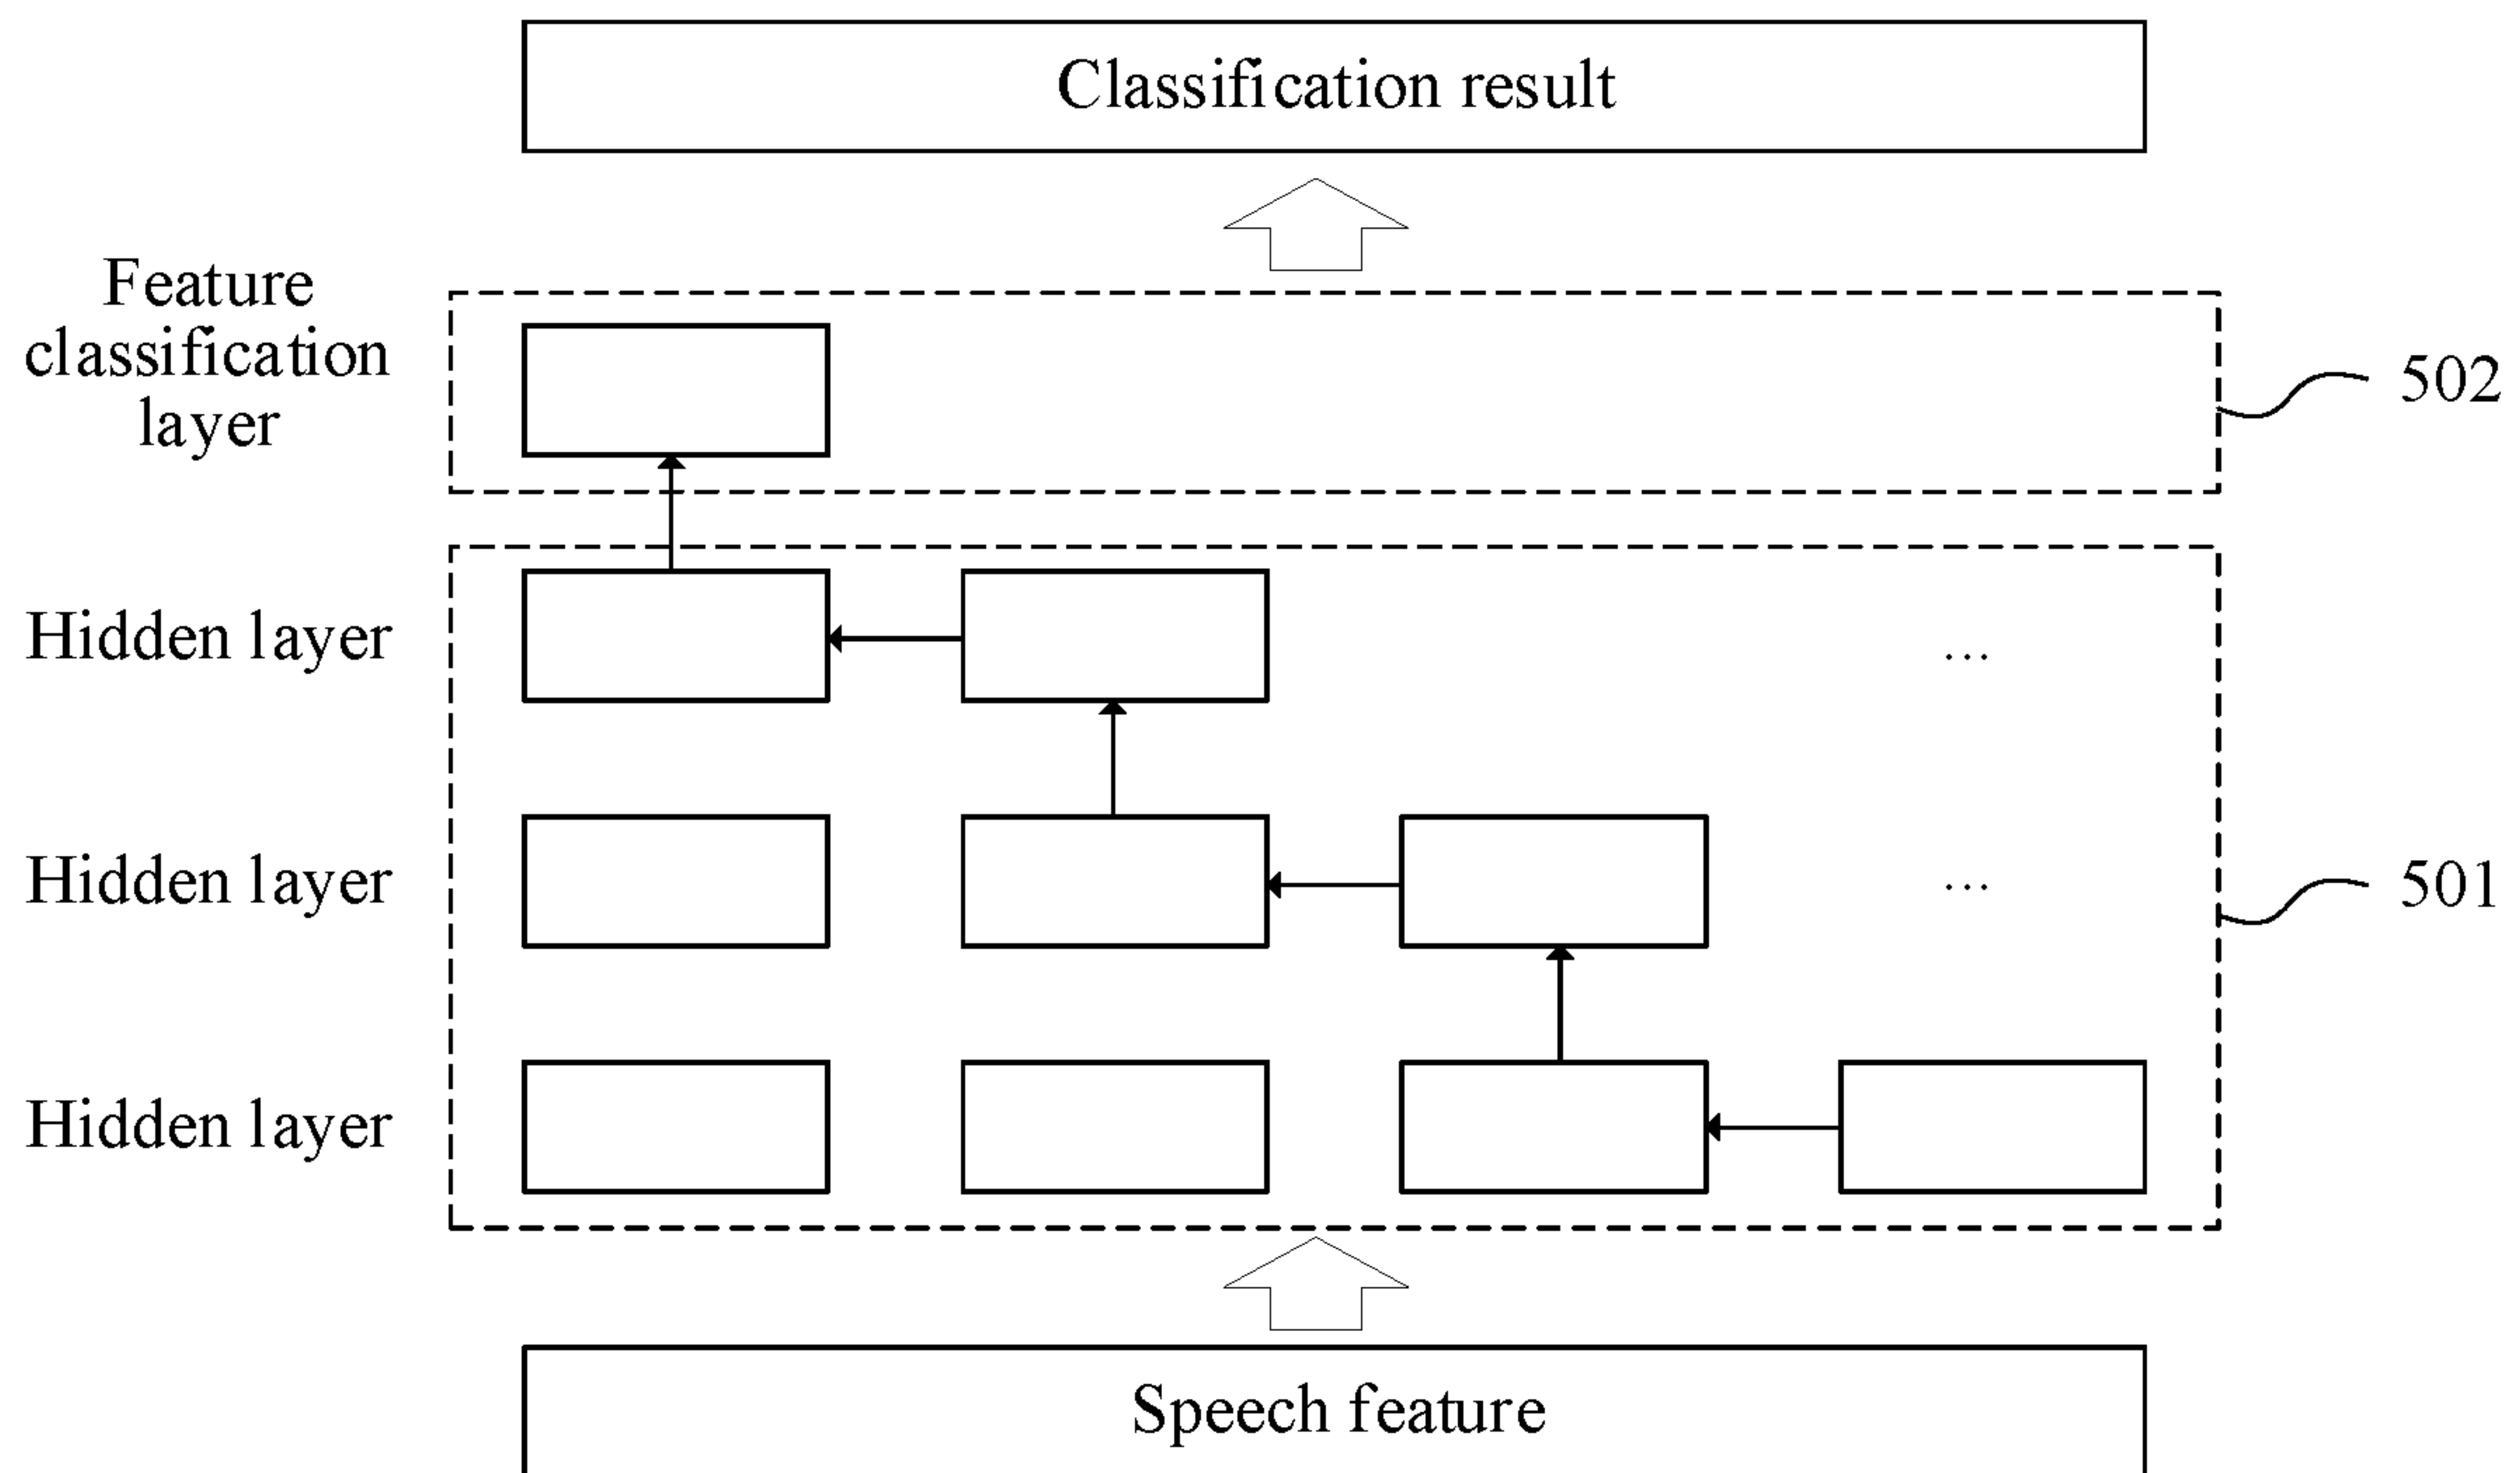 Classification result
Feature
classification
layer
502
Hidden layer
...
Hidden layer
...
501
Hidden layer
Speech feature